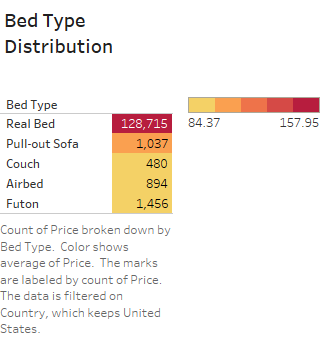 Bed Type
Distribution
Bed Type
Real Bed 128,715
Pull-out Sofa 1,037
Couch 480
Airbed 894
Futon 1,456
84.37 157.95
Count of Price broken down by
Bed Type. Color shows
average of Price. The marks
are labeled by count of Price.
The data is filtered on
Country, which keeps United
States.